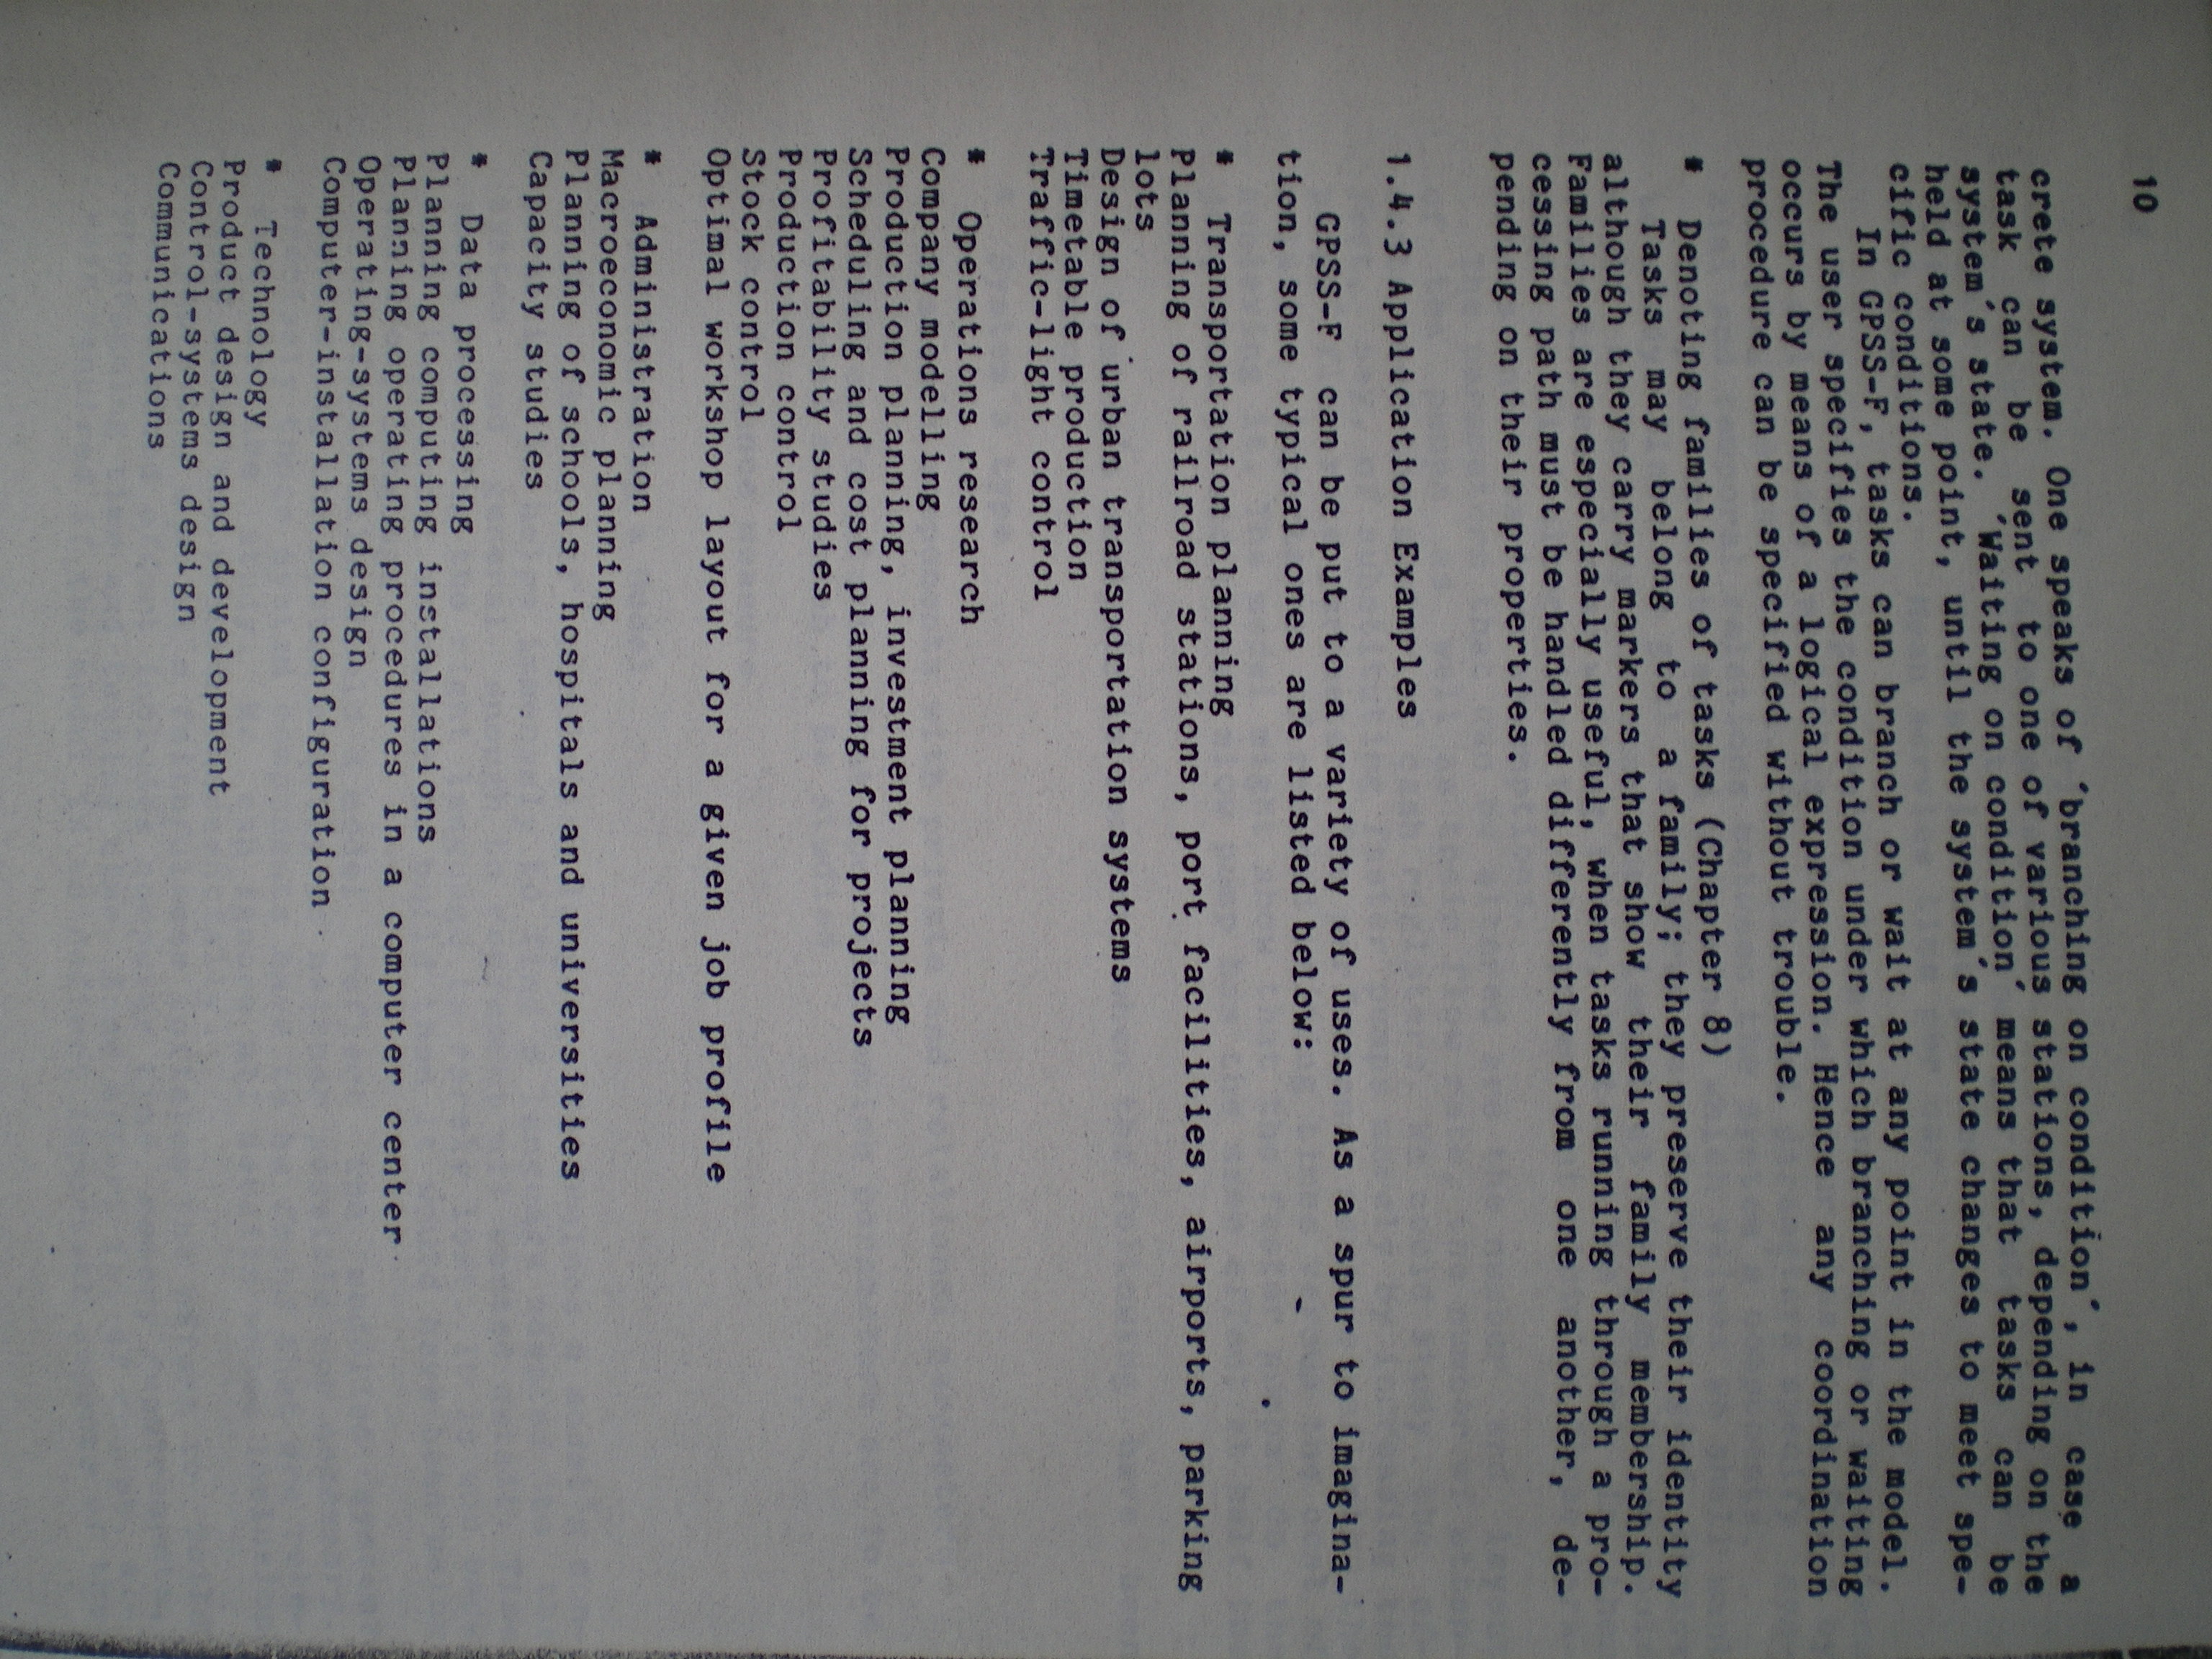 10
crete system. One speaks of ´branching on condition´, in case a
task can be sent to one of various stations, depending on the
system´s state. ´Waiting on condition´ means that tasks can be
held at some point, until the system´s state changes to meet spe-
cific conditions.
In GPSS-F, tasks can branch or wait at any point in the model.
The user specifies the condition under which branching or waiting
occurs by means of a logical expression. Hence any coordination
procedure can be specified without trouble.
* Denoting families of tasks (Chapter 8)
Tasks may belong to a family; they preserve their identity
although they carry markers that show their family membership.
Families are especially useful, when tasks running through a pro-
cessing path must be handled differently from one another, de-
pending on their properties.
1.4.3 Application Examples
GPSS-F can be put to a variety of uses. As a spur to imagina-
tion, some typical ones are listed below:
* Transportation planning
Planning of railroad stations, port facilities, airports, parking
lots
Design of urban transportation systems
Timetable production
Traffic-light control
* Operations research
Company modelling
Production planning, investment planning
Scheduling and cost planning for projects
Profitability studies
Production control
Stock control
Optimal workshop layout for a given job profile
* Administration
Macroeconomic planning
Planning of schools, hospitals and universities
Capacity studies
* Data processing
Planning computing installations
Planning operating procedures in a computer center
Operating-systems design
Computer-installation configuration
* Technology
Product design and development
Control-systems design
Communications